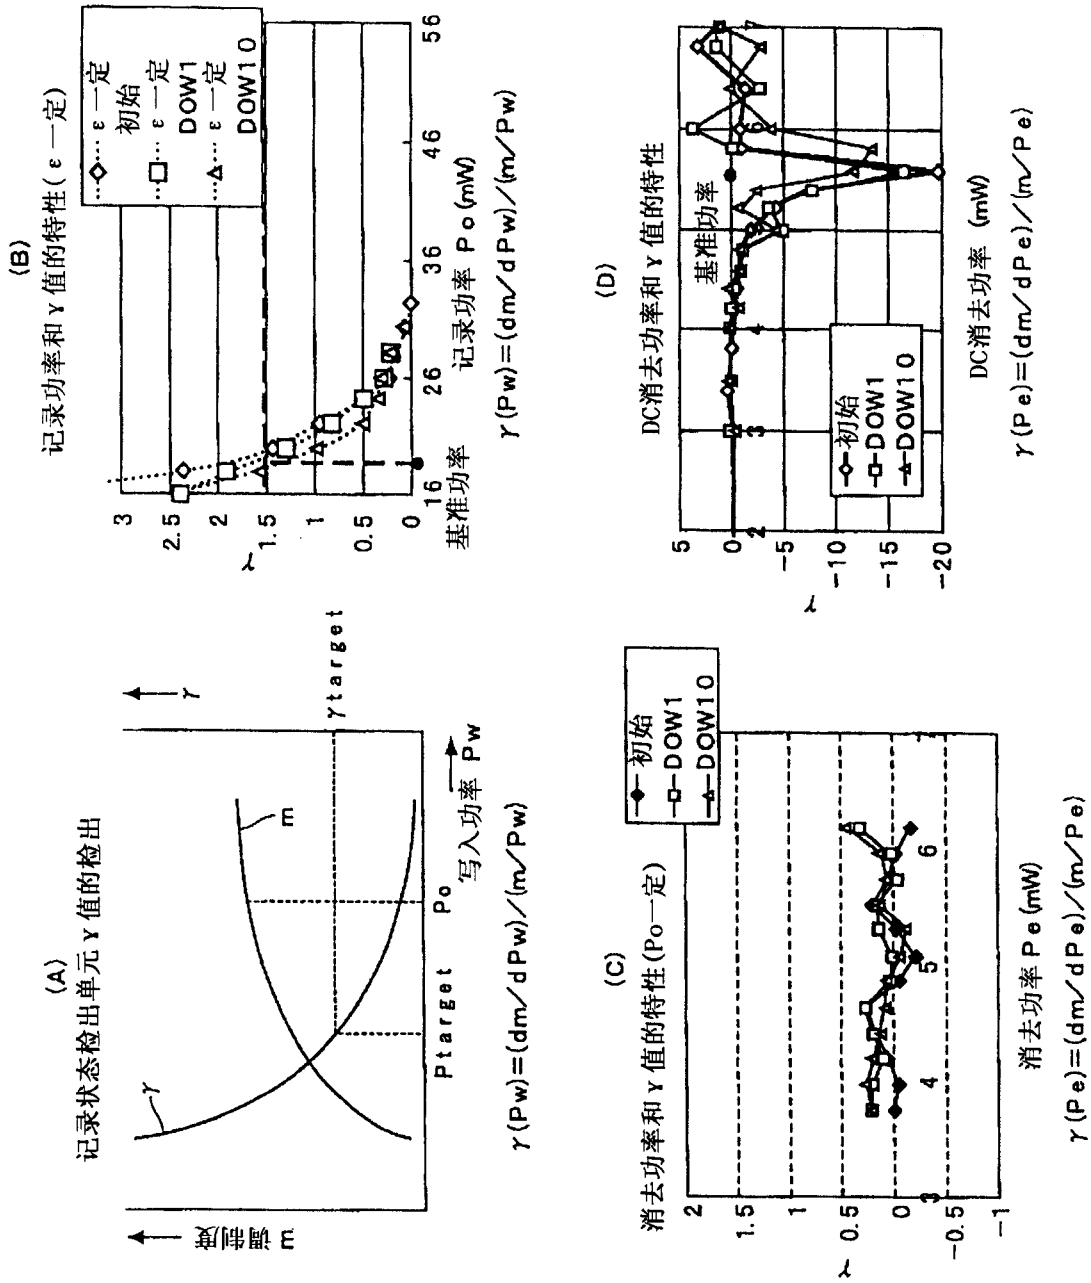 (A)
记录状态检出单元γ值的检出
m调制度
γ
m
γ
γtarget
Ptarget
Po
写入功率 Pw
γ(Pw)=(dm/dPw)/(m/Pw)
(B)
记录功率和γ值的特性(ε一定)
ε一定
初始
ε一定
DOW1
ε一定
DOW10
γ
3
2.5
2
1.5
1
0.5
0
16
26
36
46
56
基准功率
记录功率 Po(mW)
γ(Pw)=(dm/dPw)/(m/Pw)
(C)
消去功率和γ值的特性(Po一定)
初始
DOW1
DOW10
γ
2
1.5
1
0.5
0
-0.5
-1
3
4
5
6
7
消去功率 Pe(mW)
γ(Pe)=(dm/dPe)/(m/Pe)
(D)
DC消去功率和γ值的特性
基准功率
初始
DOW1
DOW10
γ
5
0
-5
-10
-15
-20
2
3
4
5
6
7
DC消去功率 (mW)
γ(Pe)=(dm/dPe)/(m/Pe)